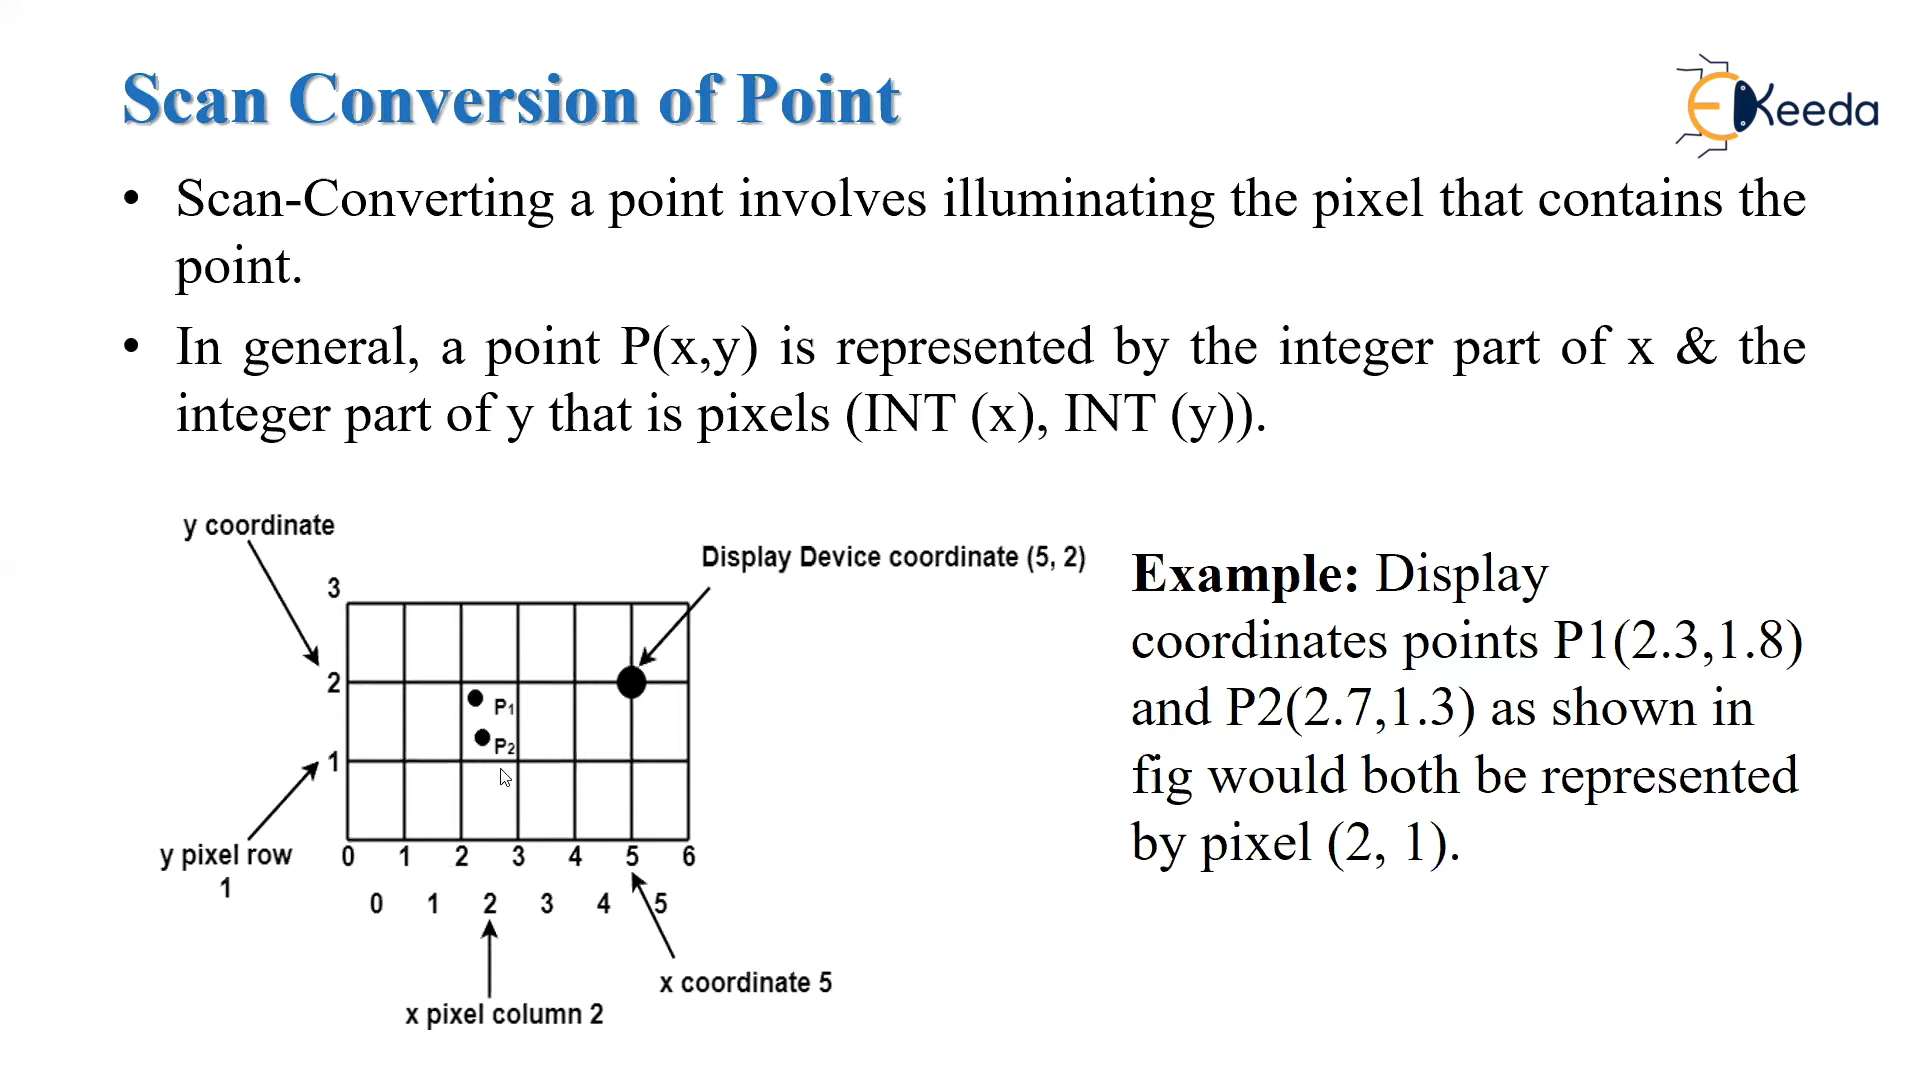 Scan Conversion of Point
EKeeda
• Scan-Converting a point involves illuminating the pixel that contains the
point.
• In general, a point P(x,y) is represented by the integer part of x & the
integer part of y that is pixels (INT (x), INT (y)).
y coordinate
Display Device coordinate (5, 2)
3
2
P1
P2
1
y pixel row
1
0 1 2 3 4 5 6
0 1 2 3 4 5
x coordinate 5
x pixel column 2
Example: Display
coordinates points P1(2.3,1.8)
and P2(2.7,1.3) as shown in
fig would both be represented
by pixel (2, 1).